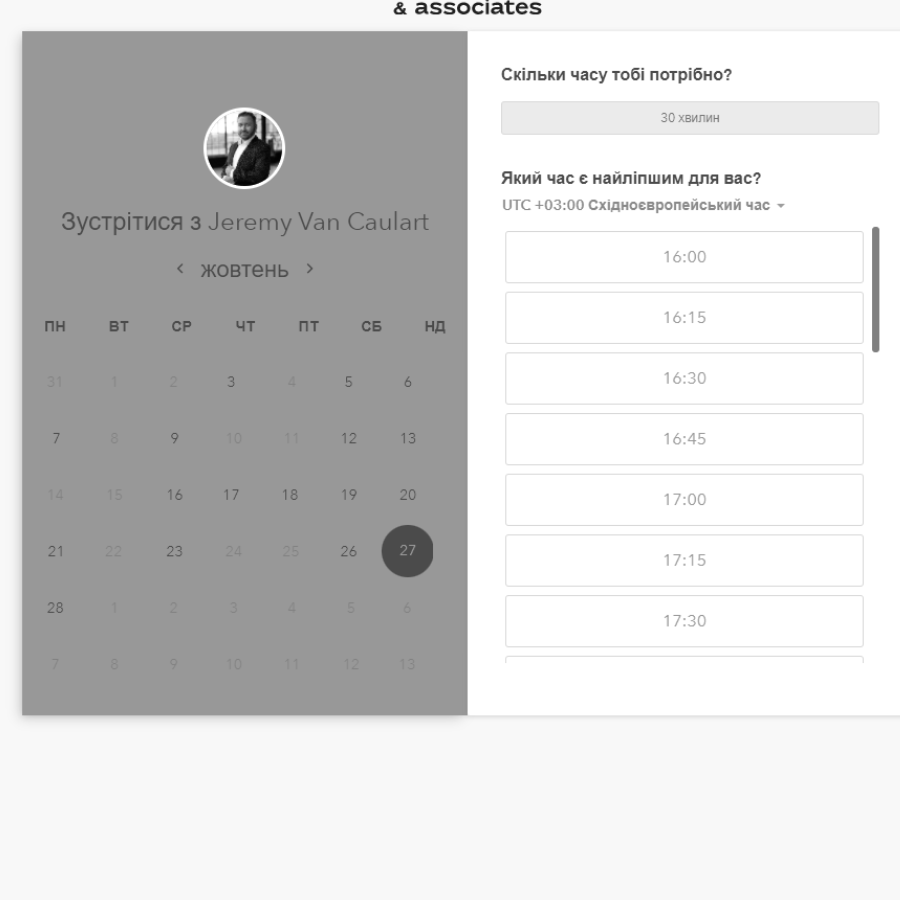 & associates
Зустрітися з Jeremy Van Caulart
жовтень
ПН ВТ СР ЧТ ПТ СБ НД
31 1 2 3 4 5 6
7 8 9 10 11 12 13
14 15 16 17 18 19 20
21 22 23 24 25 26 27
28 1 2 3 4 5 6
7 8 9 10 11 12 13
Скільки часу тобі потрібно?
30 хвилин
Який час є найліпшим для вас?
UTC +03:00 Східноєвропейський час
16:00
16:15
16:30
16:45
17:00
17:15
17:30